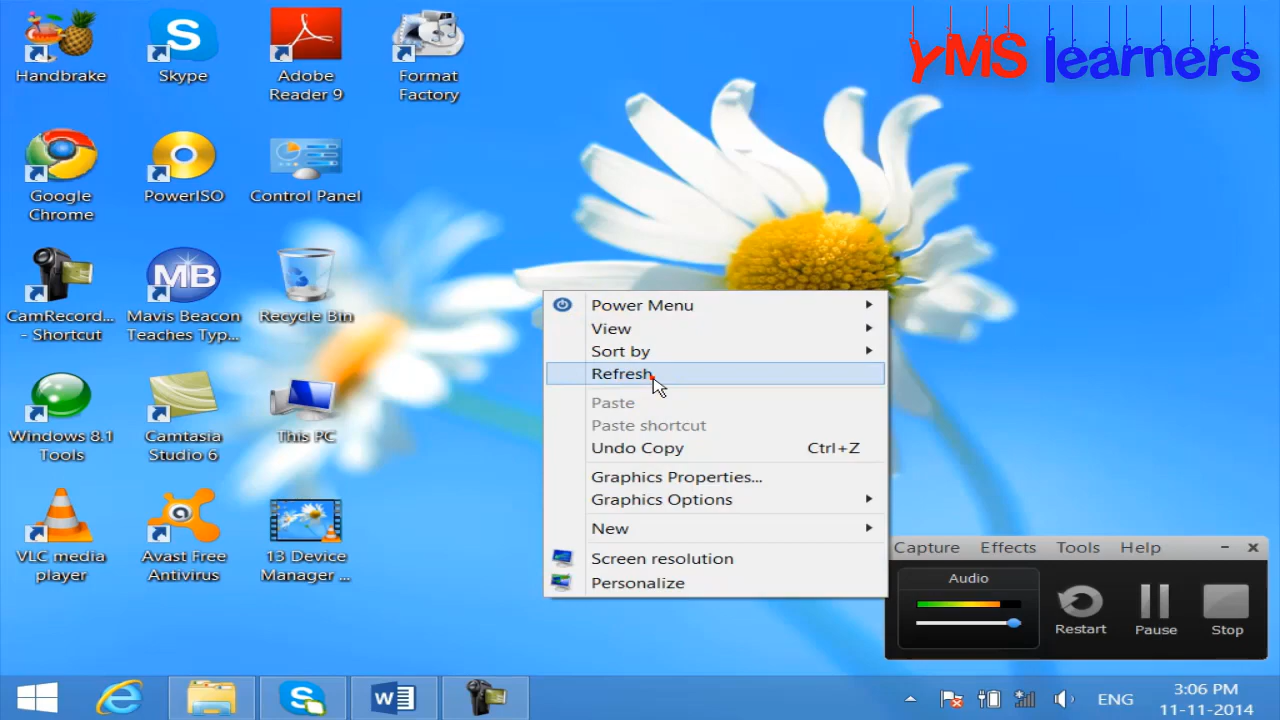 YMS learners
Handbrake
Skype
Adobe
Reader 9
Format
Factory
Google
Chrome
PowerISO
Control Panel
CamRecord...
- Shortcut
MB
Mavis Beacon
Teaches Typ...
Recycle Bin
Windows 8.1
Tools
Camtasia
Studio 6
This PC
VLC media
player
Avast Free
Antivirus
13 Device
Manager ...
Power Menu
View
Sort by
Refresh
Paste
Paste shortcut
Undo Copy Ctrl+Z
Graphics Properties...
Graphics Options
New
Screen resolution
Personalize
Capture Effects Tools Help
Audio
Restart
Pause
Stop
ENG
3:06 PM
11-11-2014